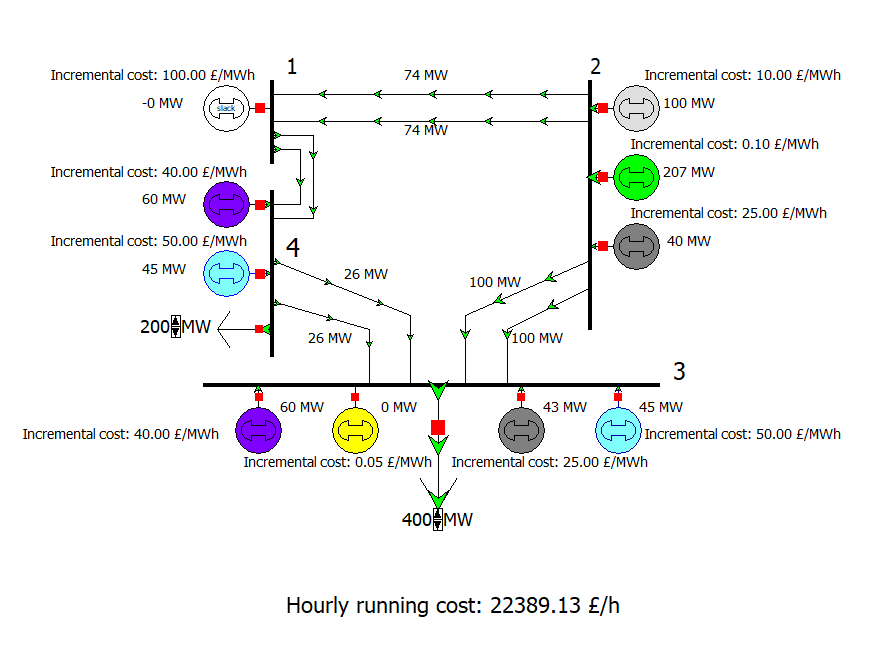 1
2
74 MW
Incremental cost: 100.00 £/MWh
Incremental cost: 10.00 £/MWh
-0 MW
slack
100 MW
74 MW
Incremental cost: 0.10 £/MWh
Incremental cost: 40.00 £/MWh
207 MW
60 MW
Incremental cost: 25.00 £/MWh
Incremental cost: 50.00 £/MWh
40 MW
4
45 MW
26 MW
100 MW
200 MW
26 MW
100 MW
3
60 MW
0 MW
43 MW
45 MW
Incremental cost: 40.00 £/MWh
Incremental cost: 50.00 £/MWh
Incremental cost: 0.05 £/MWh
Incremental cost: 25.00 £/MWh
400 MW
Hourly running cost: 22389.13 £/h